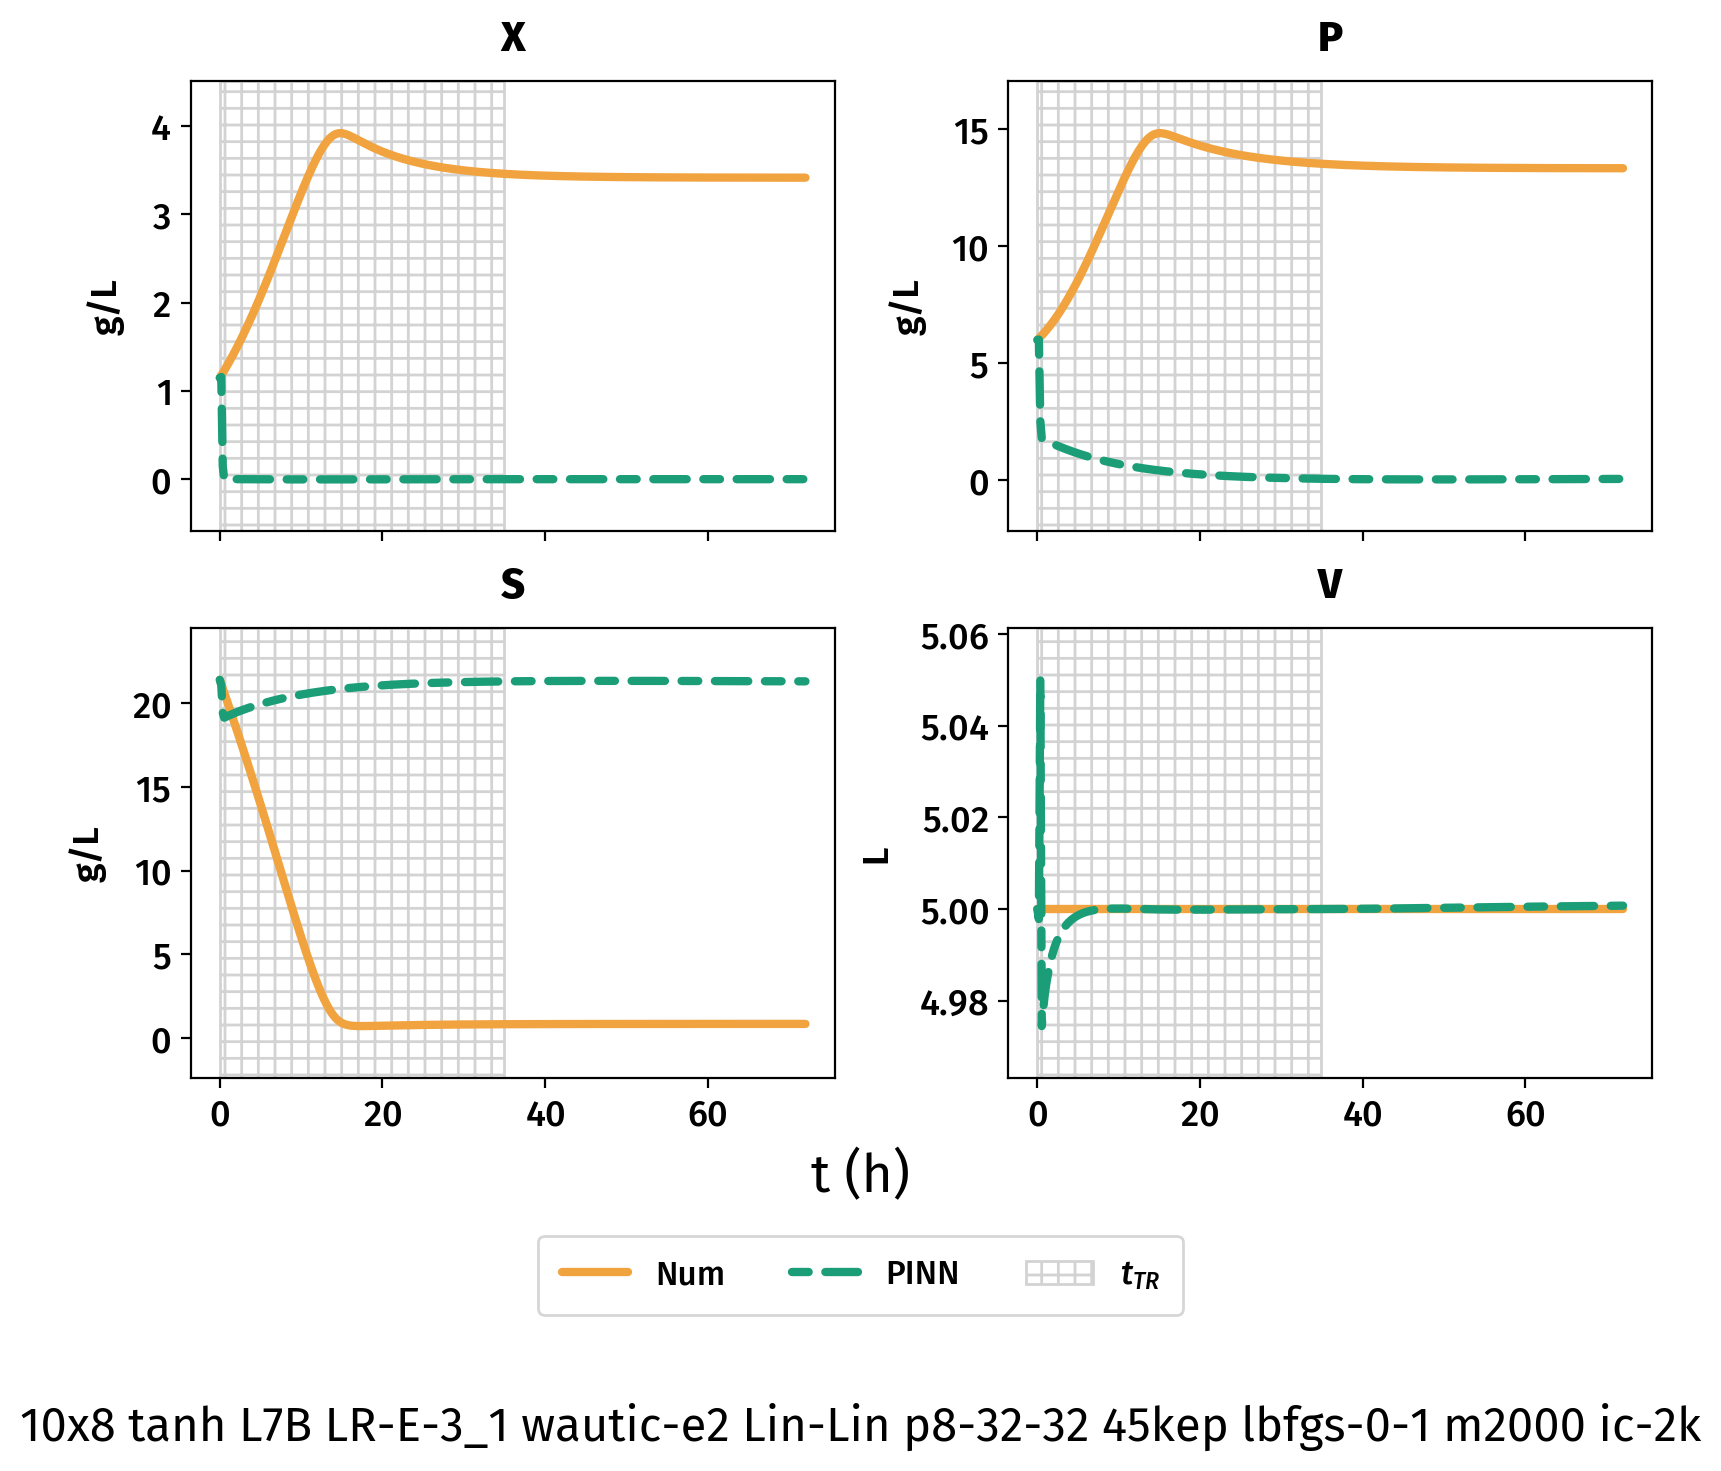 X
P
4
3
2
1
0
g/L
15
10
5
0
g/L
S
V
20
15
10
5
0
g/L
0 20 40 60
5.06
5.04
5.02
5.00
4.98
L
0 20 40 60
t (h)
Num PINN t_TR
10x8 tanh L7B LR-E-3_1 wautic-e2 Lin-Lin p8-32-32 45kep lbfgs-0-1 m2000 ic-2k